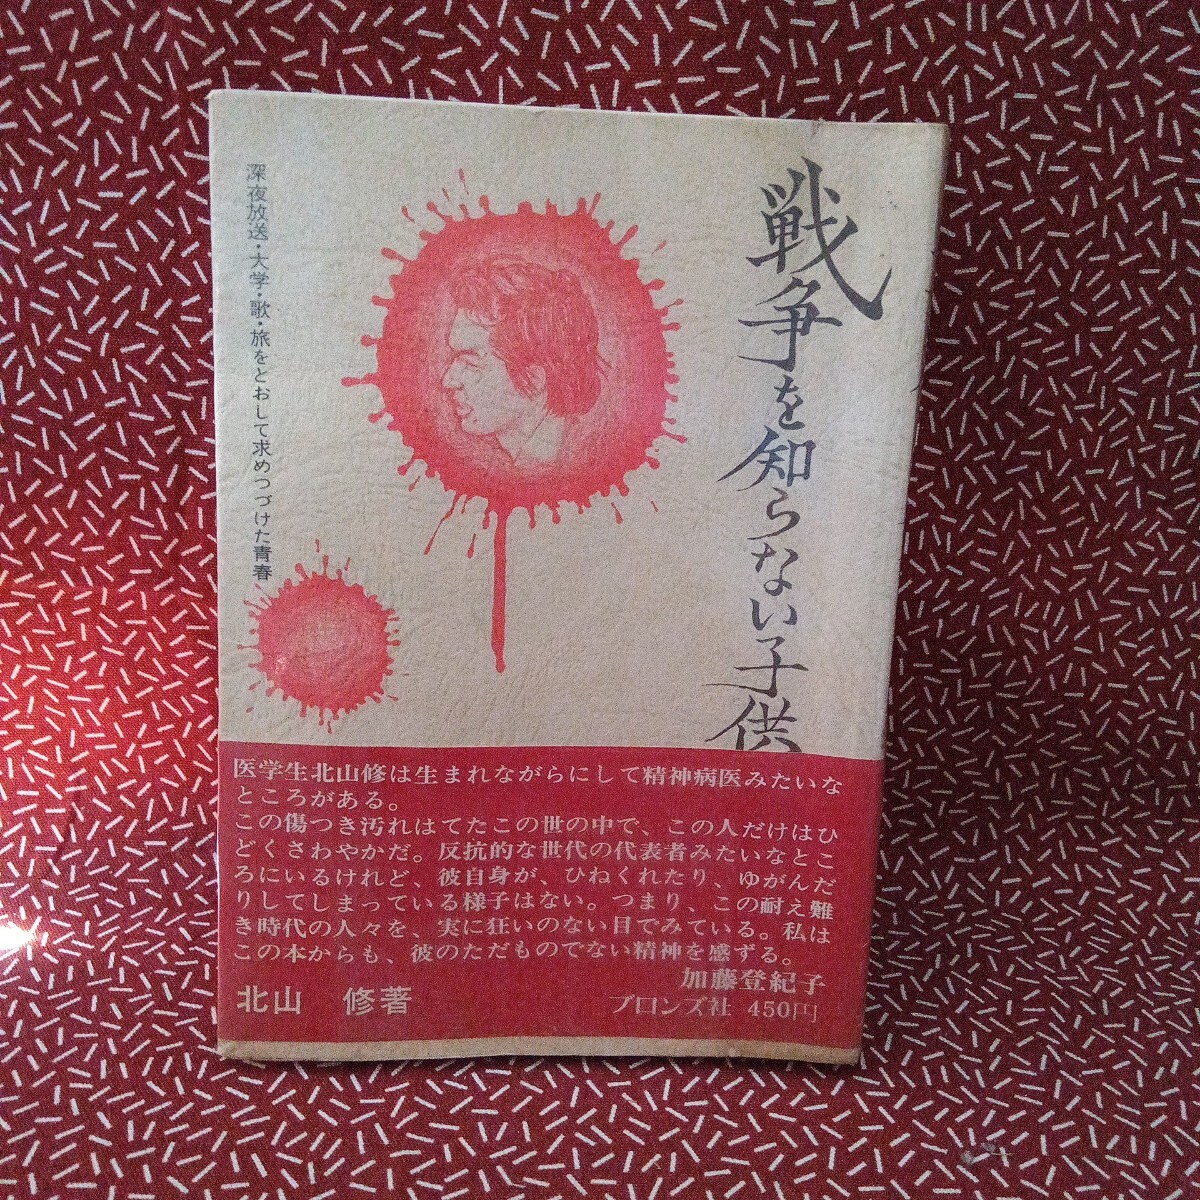 戦争を知らない子供
深夜放送・大学・歌・旅をとおして求めつづけた青春
医学生北山修は生まれながらにして精神病医みたいな
ところがある。
この傷つき汚れはてたこの世の中で、この人だけはひ
どくさわやかだ。反抗的な世代の代表者みたいなとこ
ろにいるけれど、彼自身が、ひねくれたり、ゆがんだ
りしてしまっている様子はない。つまり、この耐え難
き時代の人々を、実に狂いのない目でみている。私は
この本からも、彼のただものでない精神を感ずる。
加藤登紀子
北山 修著
ブロンズ社 450円